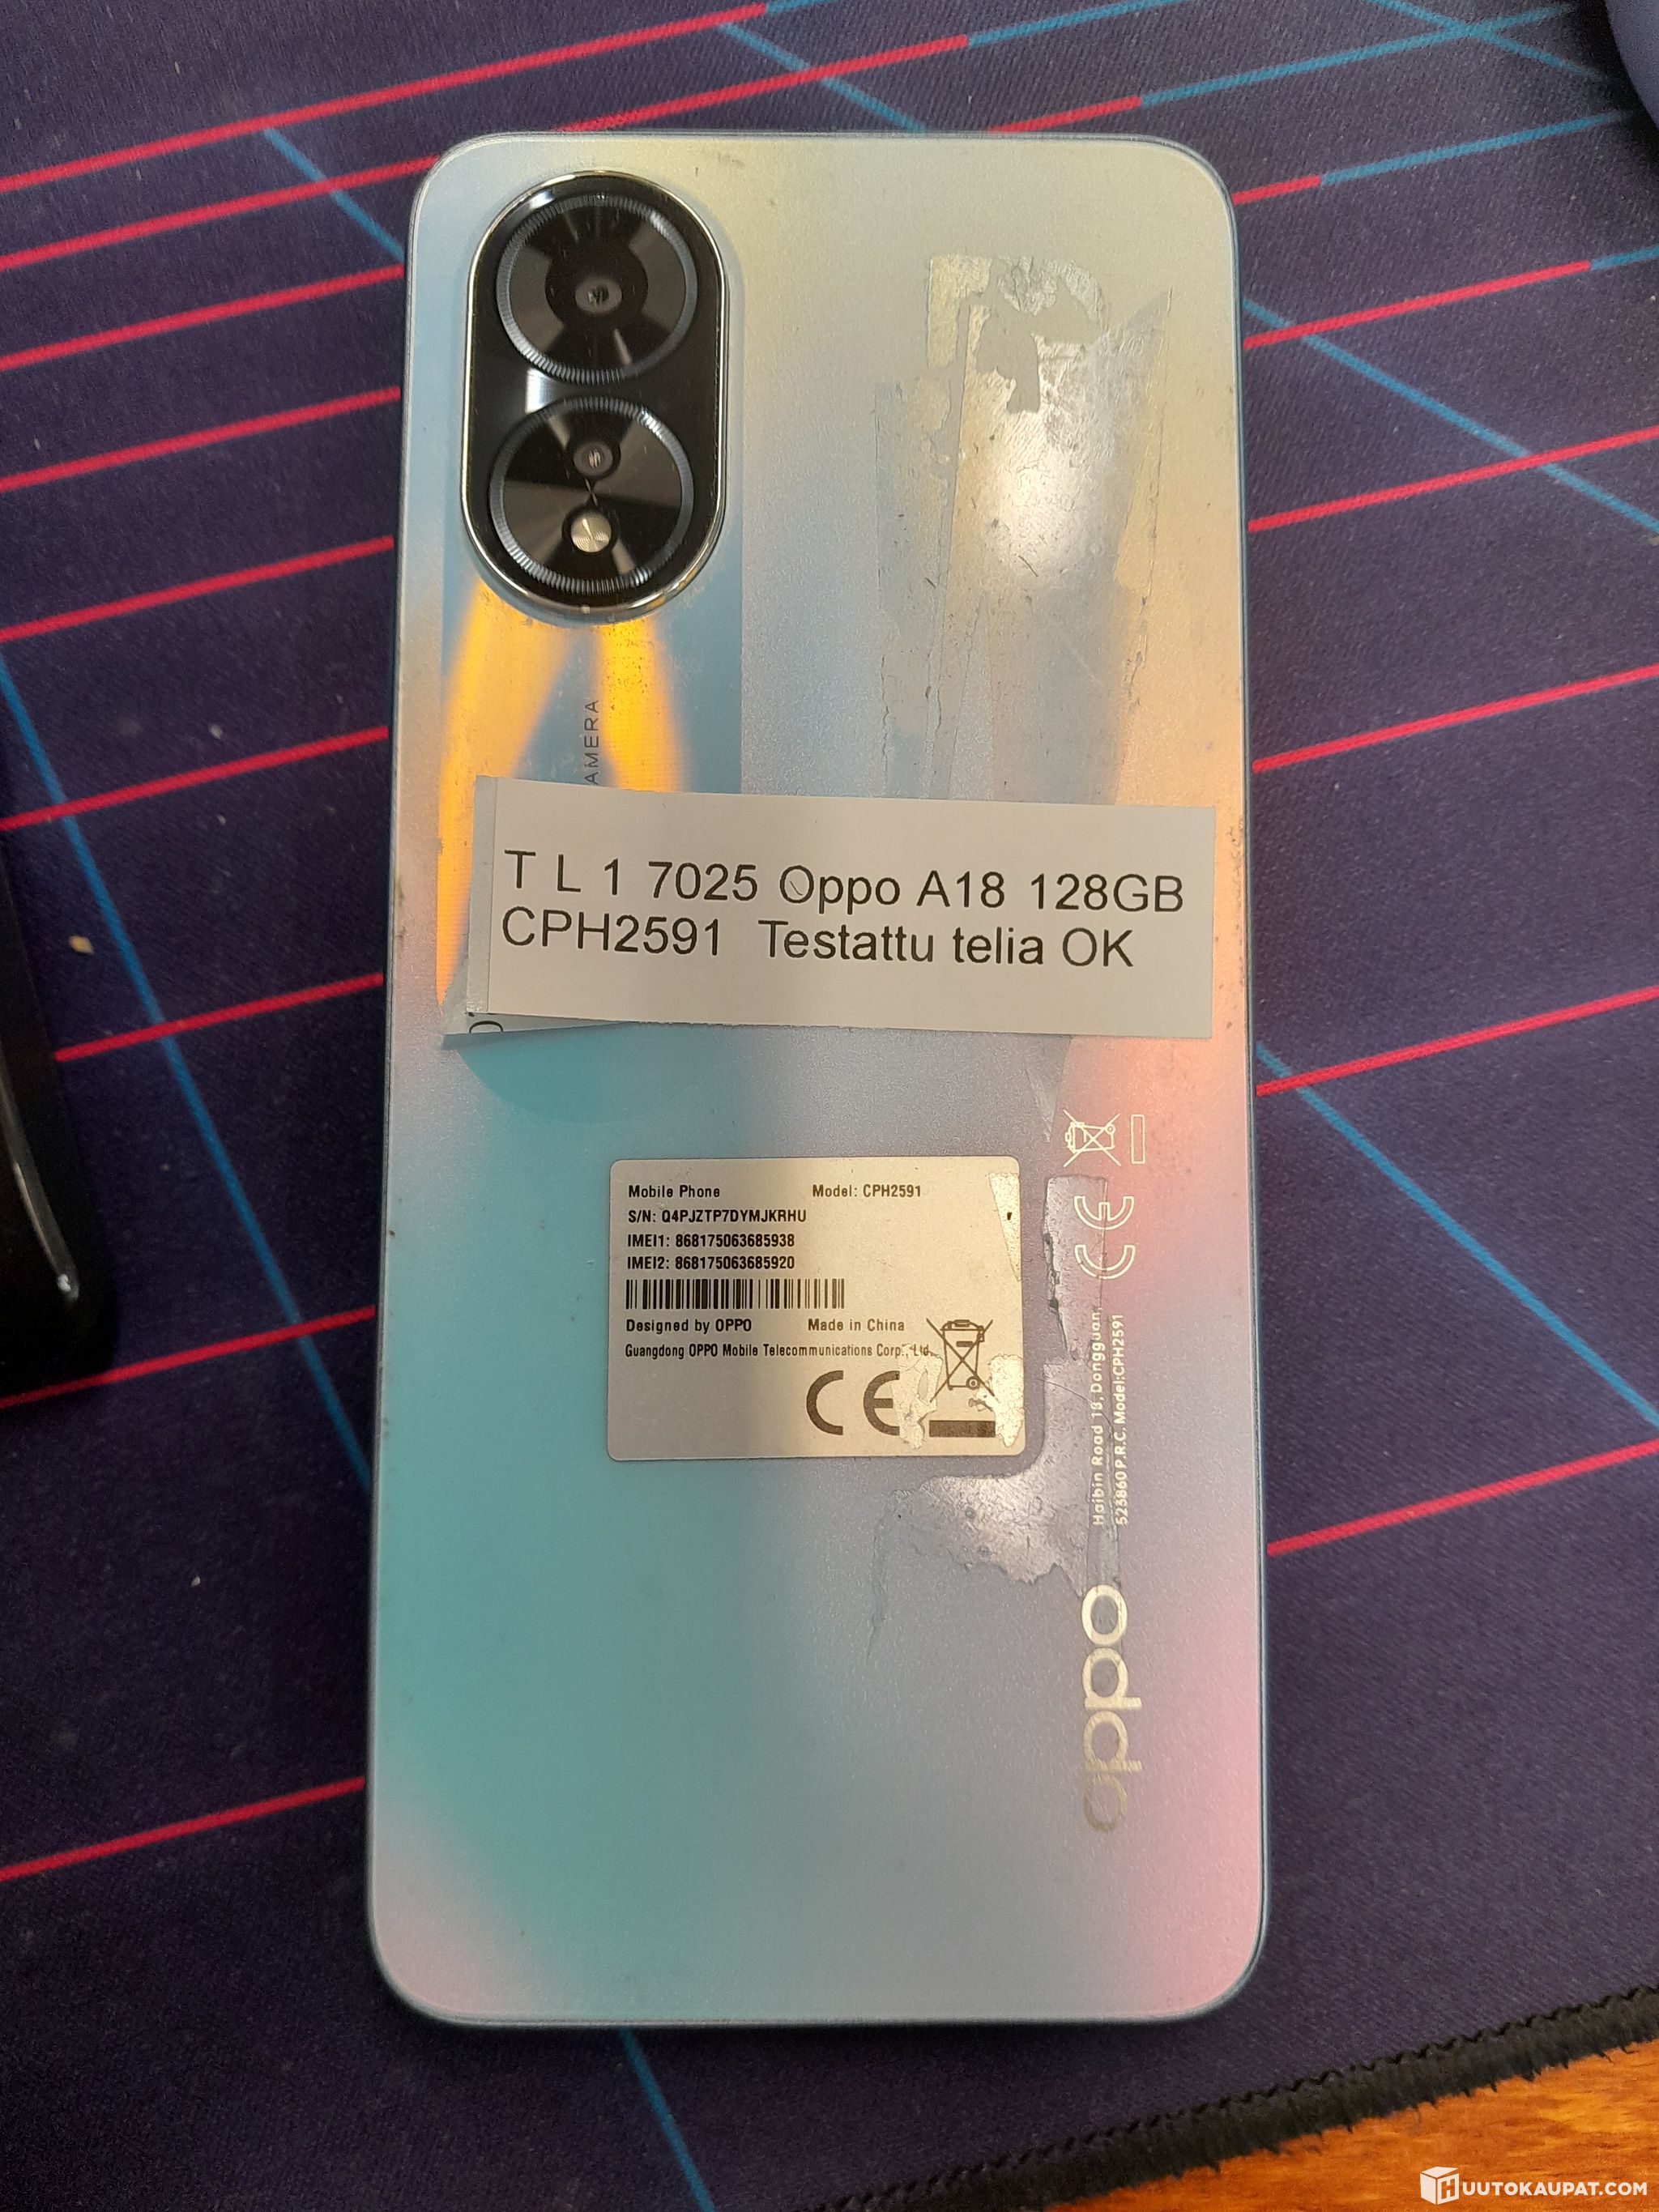 AMERA
T L 1 7025 Oppo A18 128GB
CPH2591 Testattu telia OK
Mobile Phone Model: CPH2591
S/N: Q4PJZTP7DYMJKRHU
IMEI1: 868175063685938
IMEI2: 868175063685920
Designed by OPPO Made in China
Guangdong OPPO Mobile Telecommunications Corp., Ltd.
CE
CE
Haibin Road 18, Dongguan,
523860 P.R.C. Model:CPH2591
oppo
HUUTOKAUPAT.COM